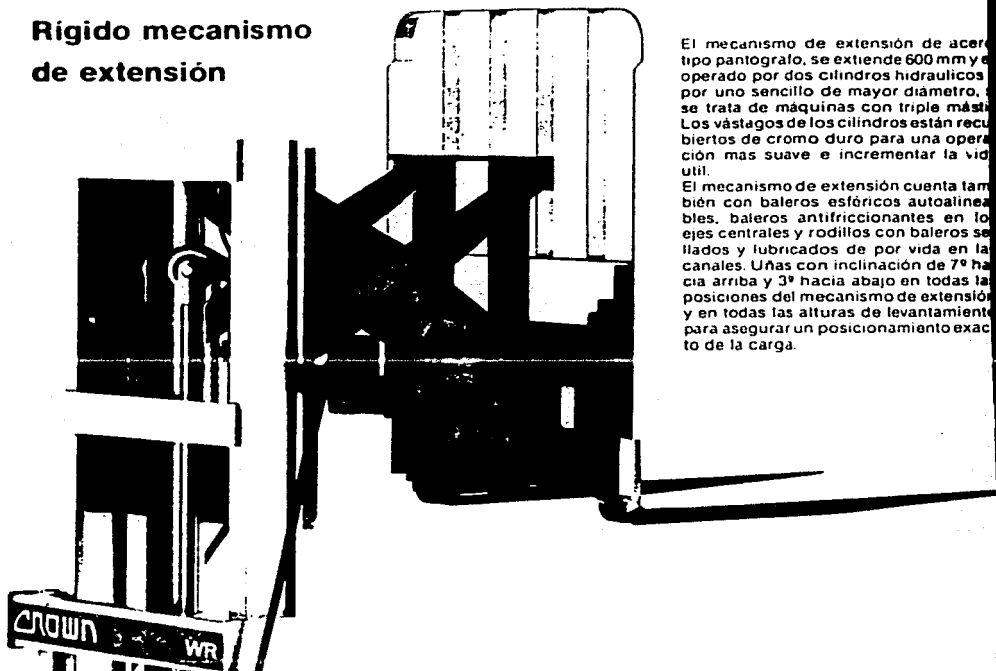 Rígido mecanismo
de extensión
El mecanismo de extensión de acer
tipo pantografo, se extiende 600 mm y e
operado por dos cilindros hidraulicos
por uno sencillo de mayor diámetro, s
se trata de máquinas con triple másti
Los vástagos de los cilindros están recu
biertos de cromo duro para una opera
ción mas suave e incrementar la vid
util.
El mecanismo de extensión cuenta tam
bién con baleros esféricos autoalinea
bles, baleros antifriccionantes en lo
ejes centrales y rodillos con baleros se
llados y lubricados de por vida en la
canales. Uñas con inclinación de 7º ha
cia arriba y 3º hacia abajo en todas la
posiciones del mecanismo de extensió
y en todas las alturas de levantamient
para asegurar un posicionamiento exac
to de la carga.
CROWN
WR